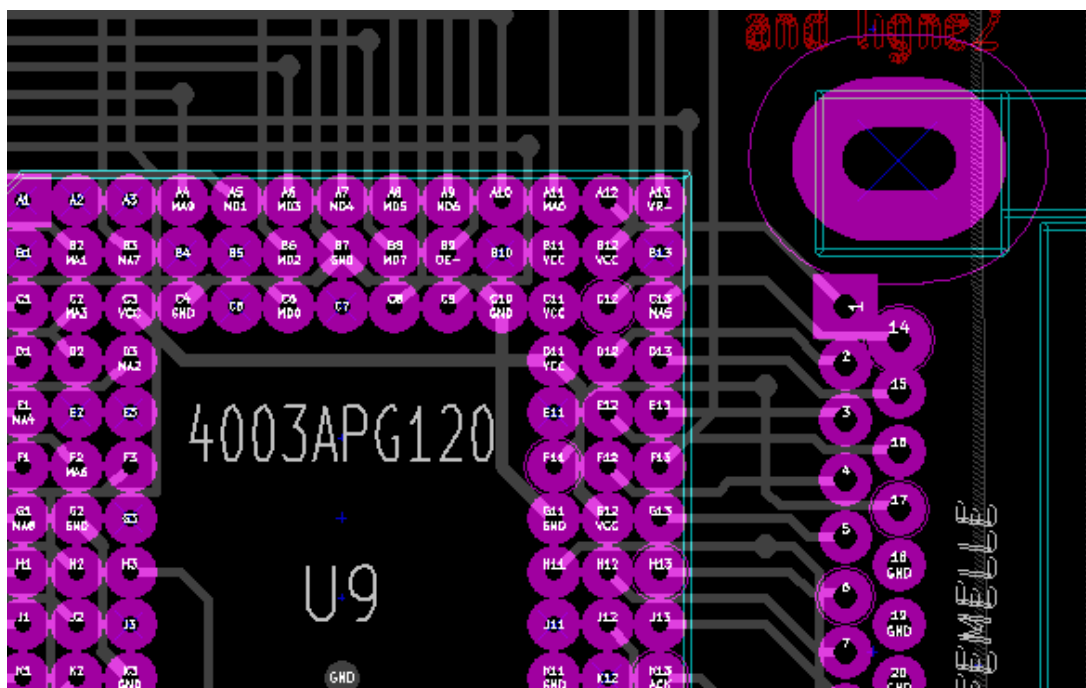 and ligne2
A1 A2 A3 A4 A5 A6 A7 A8 A9 A10 A11 A12 A13
MA9 MD1 MD3 MD4 MD5 MD6 MA0 VR-
B1 B2 B3 B4 B5 B6 B7 B8 B9 B10 B11 B12 B13
MA1 MA7 MD2 GND MD7 OE- VCC VCC
C1 C2 C3 C4 C5 C6 C7 C8 C9 C10 C11 C12 C13
MA3 VCC GND MD0 GND VCC MA5
1
14
D1 D2 D3 D11 D12 D13
MA2 VCC
2
15
E1 E2 E3 E11 E12 E13
MA4
3
4003APG120
16
F1 F2 F3 F11 F12 F13
MA6
4
17
G1 G2 G3 G11 G12 G13
MA8 GND GND VCC
5
18
GND
H1 H2 H3 H11 H12 H13
6
U9
19
GND
J1 J2 J3 J11 J12 J13
7
K1 K2 K3 K11 K12 K13
GND GND ACK
GND
20
GND
EMELLE